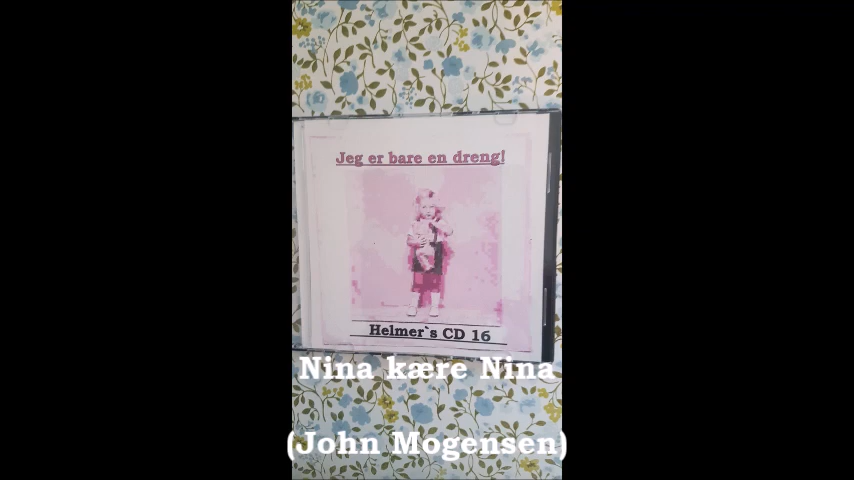 Jeg er bare en dreng!
Helmer`s CD 16
Nina kære Nina
(John Mogensen)